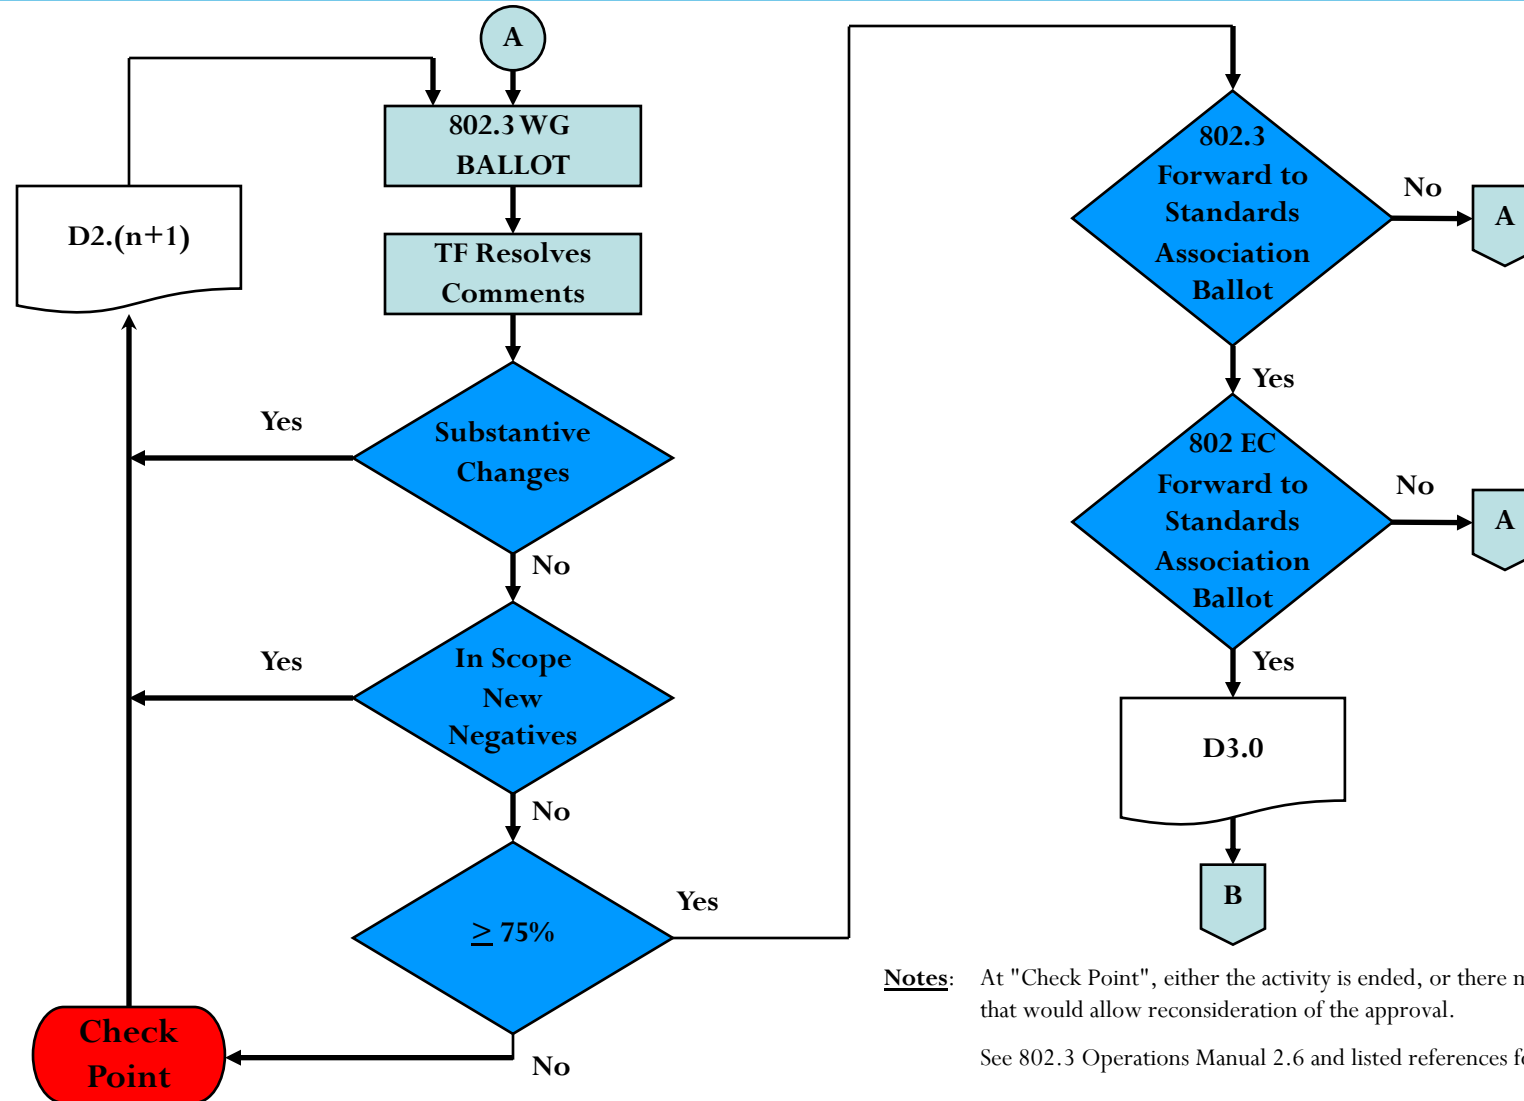 A
802.3 WG
BALLOT
D2.(n+1)
TF Resolves
Comments
Yes
Substantive
Changes
No
Yes
In Scope
New
Negatives
No
≥ 75%
Yes
No
Check
Point
802.3
Forward to
Standards
Association
Ballot
No
A
Yes
802 EC
Forward to
Standards
Association
Ballot
No
A
Yes
D3.0
B
Notes: At "Check Point", either the activity is ended, or there
that would allow reconsideration of the approval.
See 802.3 Operations Manual 2.6 and listed references